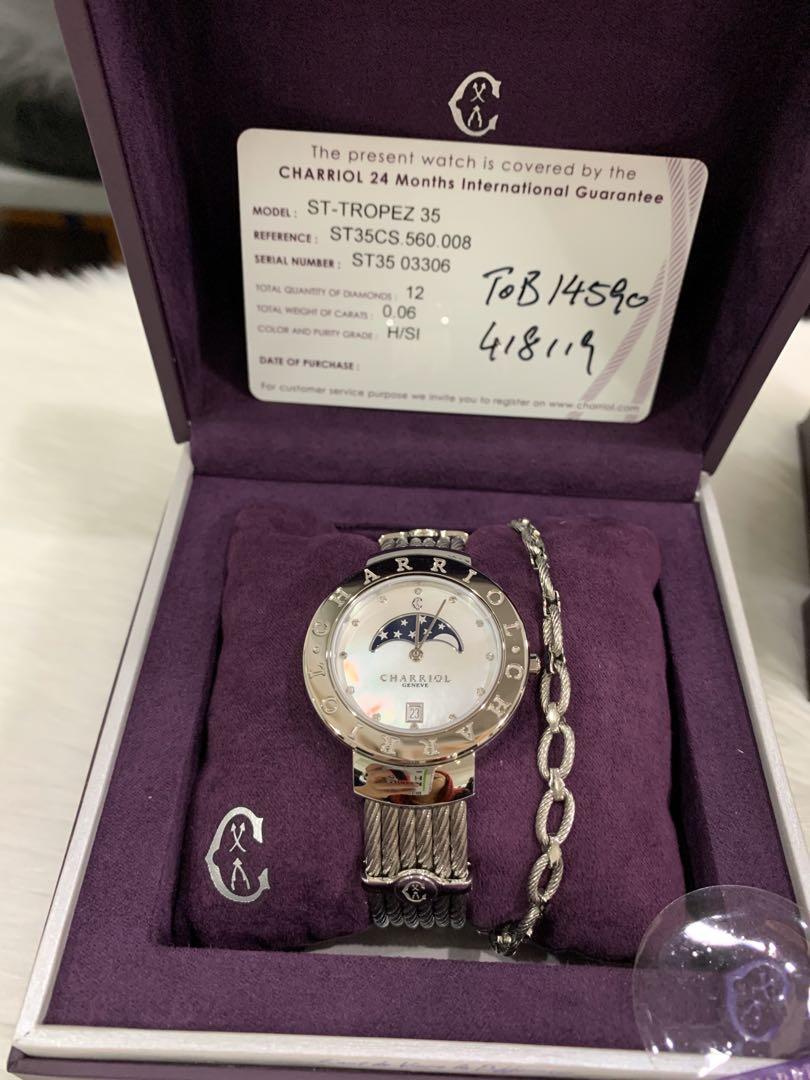 The present watch is covered by the
CHARRIOL 24 Months International Guarantee
MODEL : ST-TROPEZ 35
REFERENCE : ST35CS.560.008
SERIAL NUMBER : ST35 03306
TOTAL QUANTITY OF DIAMONDS : 12
TOTAL WEIGHT OF CARATS : 0.06
COLOR AND PURITY GRADE : H/SI
DATE OF PURCHASE :
For customer service purpose we invite you to register on www.charriol.com
ToB 14590
418119
CHARRIOL · CHARRIOL ·
C
CHARRIOL
GENEVE
23